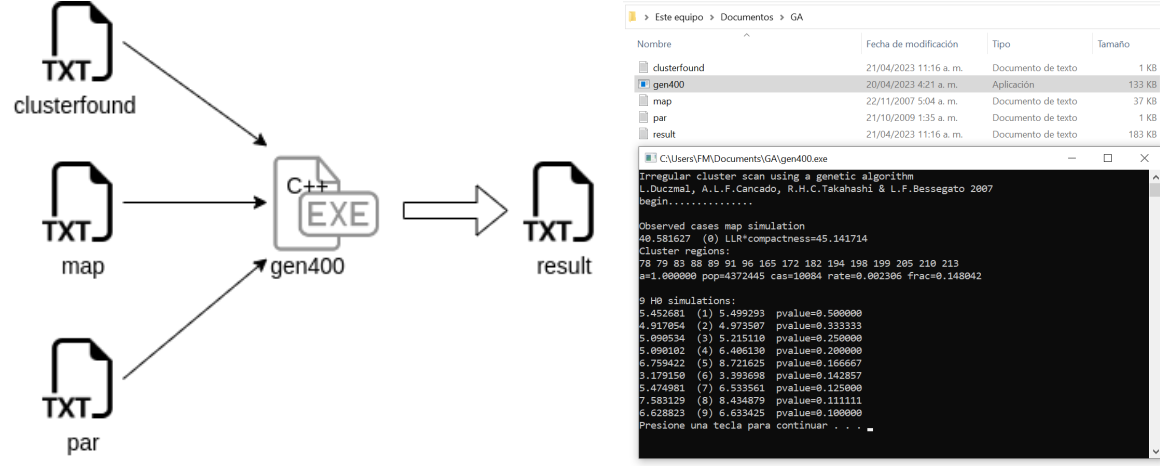 TXT
clusterfound
TXT
map
TXT
par
C++
EXE
gen400
TXT
result
Este equipo > Documentos > GA
Nombre Fecha de modificación Tipo Tamaño
clusterfound 21/04/2023 11:16 a. m. Documento de texto 1 KB
gen400 20/04/2023 4:21 a. m. Aplicación 133 KB
map 22/11/2007 5:04 a. m. Documento de texto 37 KB
par 21/10/2009 1:35 a. m. Documento de texto 1 KB
result 21/04/2023 11:16 a. m. Documento de texto 183 KB
C:\Users\FM\Documents\GA\gen400.exe
Irregular cluster scan using a genetic algorithm
L.Duczmal, A.L.F.Cancado, R.H.C.Takahashi & L.F.Bessegato 2007
begin...............
Observed cases map simulation
40.581627 (0) LLR*compactness=45.141714
Cluster regions:
78 79 83 88 89 91 96 165 172 182 194 198 199 205 210 213
a=1.000000 pop=4372445 cas=10084 rate=0.002306 frac=0.148042
9 H0 simulations:
5.452681 (1) 5.499293 pvalue=0.500000
4.917054 (2) 4.973507 pvalue=0.333333
5.090534 (3) 5.215110 pvalue=0.250000
5.090102 (4) 6.406130 pvalue=0.200000
6.759422 (5) 8.721625 pvalue=0.166667
3.179150 (6) 3.393698 pvalue=0.142857
5.474981 (7) 6.533561 pvalue=0.125000
7.583129 (8) 8.434879 pvalue=0.111111
6.628823 (9) 6.633425 pvalue=0.100000
Presione una tecla para continuar . . .